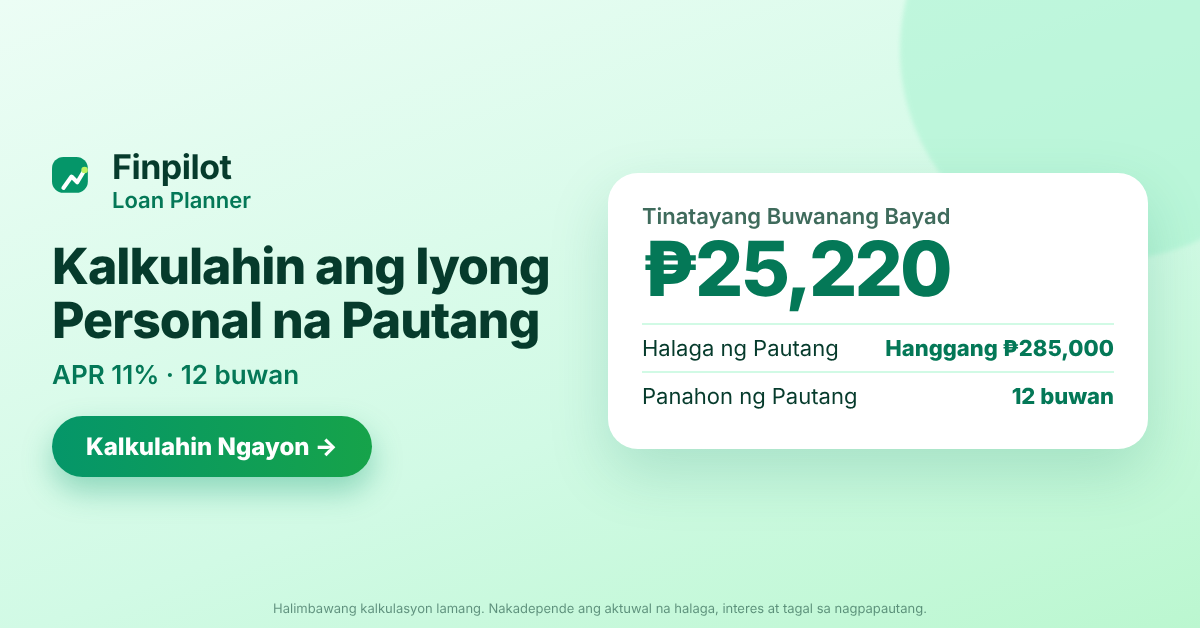 Finpilot
Loan Planner
Kalkulahin ang Iyong
Personal na Pautang
APR 11% · 12 buwan
Kalkulahin Ngayon →
Tinatayang Buwanang Bayad
₱25,220
Halaga ng Pautang Hanggang ₱285,000
Panahon ng Pautang 12 buwan
Halimbawang kalkulasyon lamang. Nakadepende ang aktuwal na halaga, interes at tagal sa nagpapautang.